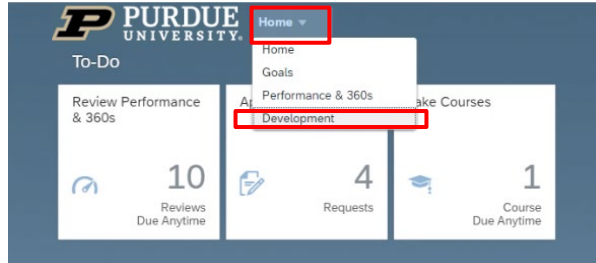 PURDUE
UNIVERSITY.
Home
Home
Goals
Performance & 360s
Development
To-Do
Review Performance
& 360s
10
Reviews
Due Anytime
4
Requests
Courses
1
Course
Due Anytime